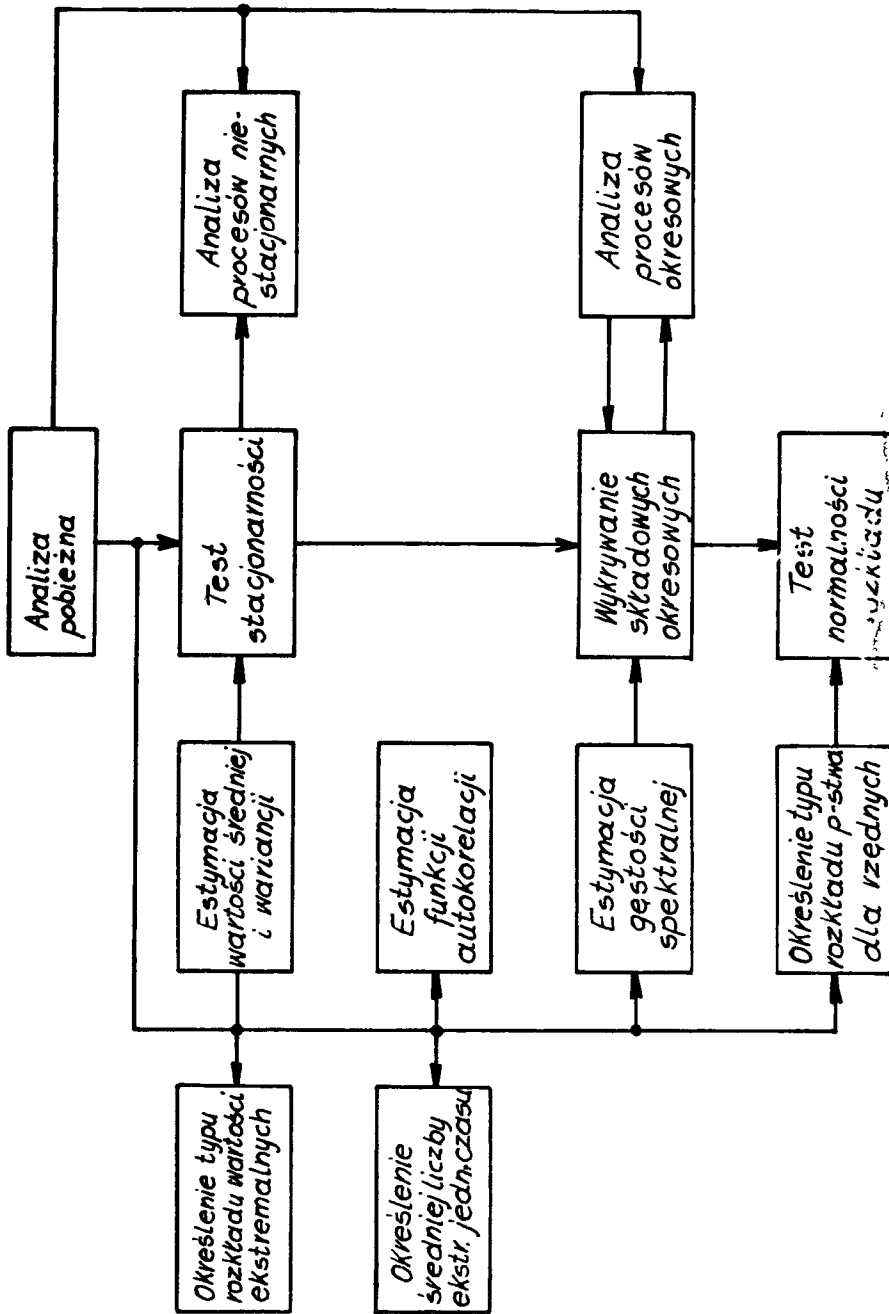 Analiza
pobieżna
Analiza
procesów nie-
stacjonarnych
Test
stacjonarności
Estymacja
wartości średniej
i wariancji
Określenie typu
rozkładu wartości
ekstremalnych
Estymacja
funkcji
autokorelacji
Określenie
średniej liczby
ekstr. jedn. czasu
Analiza
procesów
okresowych
Wykrywanie
składowych
okresowych
Estymacja
gęstości
spektralnej
Test
normalności
Określenie typu
rozkładu p-stwa
dla rzędnych